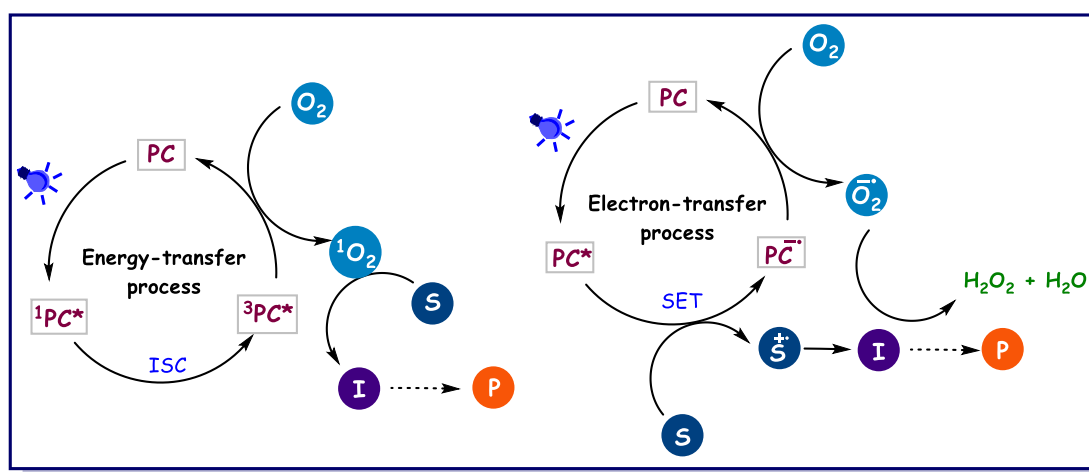 O₂
PC
Energy-transfer
process
¹O₂
¹PC*
³PC*
S
ISC
I
P
O₂
PC
Electron-transfer
process
O₂⁻•
PC*
PC⁻•
H₂O₂ + H₂O
SET
S⁺•
I
P
S